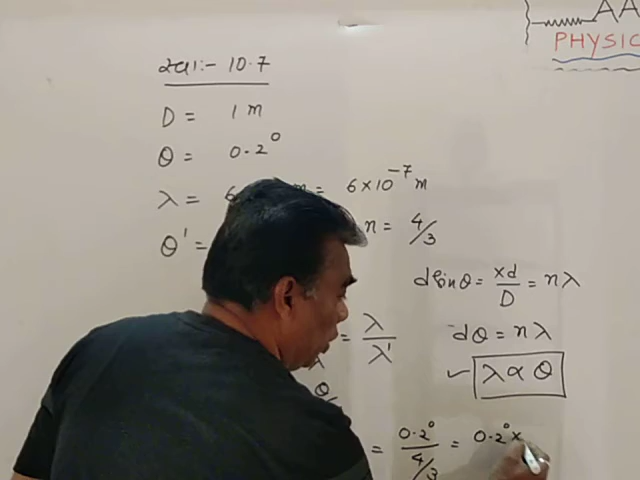 AA
PHYSIC
10.7
D = 1 m
θ = 0.2°
λ = 6 m = 6×10⁻⁷ m
θ' = n = 4/3
d sinθ = xd/D = nλ
dθ = nλ
= λ/λ'
✓ λ ∝ θ
θ/
= 0.2°/(4/3) = 0.2° ×